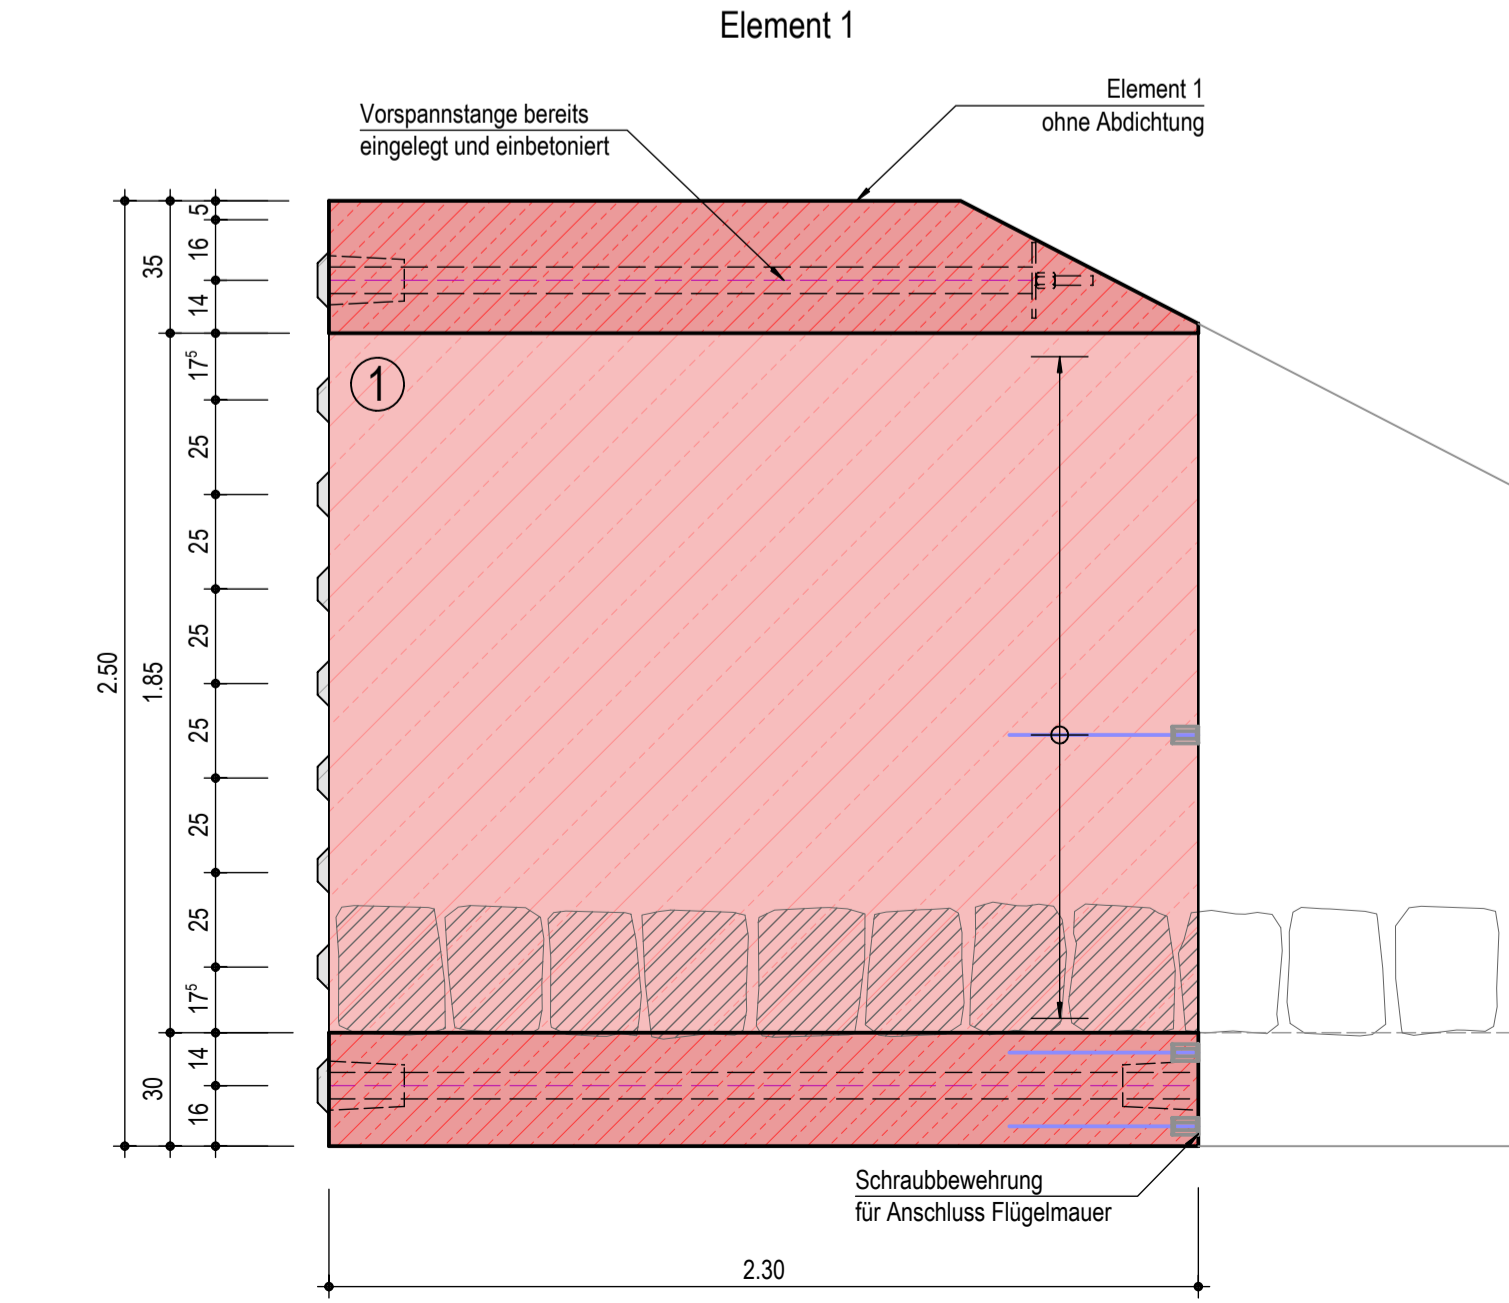 Element 1
Element 1
ohne Abdichtung
Vorspannstange bereits
eingelegt und einbetoniert
5
16
35
14
17⁵
1
25
25
25
2.50
1.85
25
25
25
17⁵
14
30
16
Schraubbewehrung
für Anschluss Flügelmauer
2.30